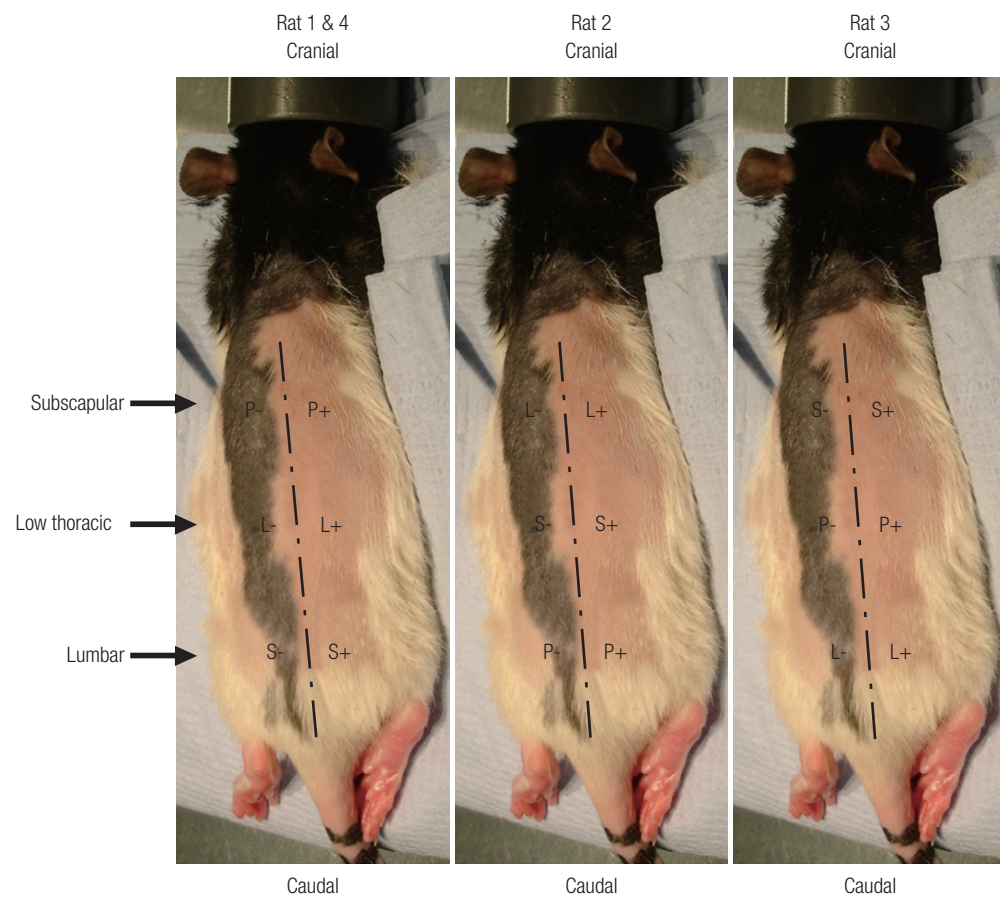 Rat 1 & 4
Cranial
Rat 2
Cranial
Rat 3
Cranial
Subscapular
P- P+
L- L+
S- S+
Low thoracic
L- L+
S- S+
P- P+
Lumbar
S- S+
P- P+
L- L+
Caudal
Caudal
Caudal